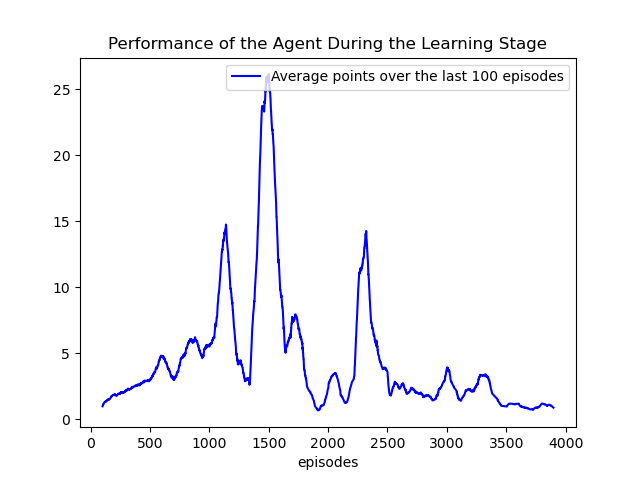 Performance of the Agent During the Learning Stage
Average points over the last 100 episodes
25
20
15
10
5
0
0 500 1000 1500 2000 2500 3000 3500 4000
episodes